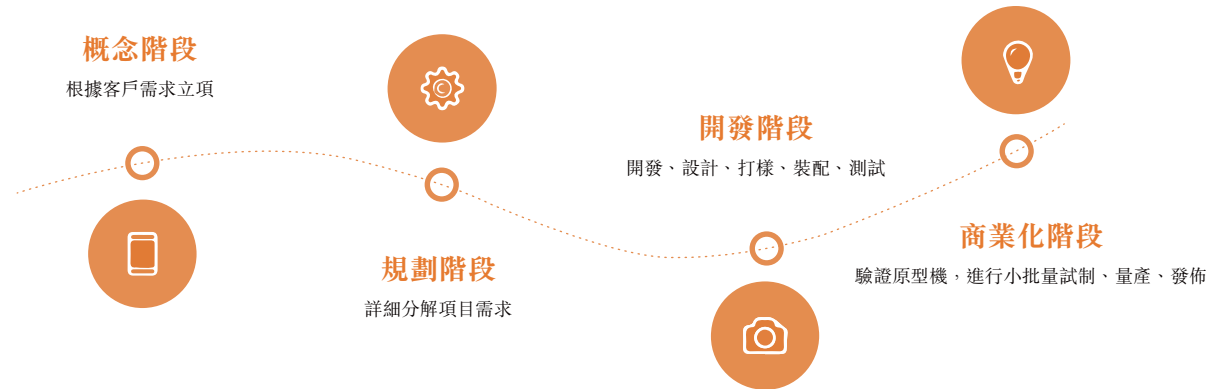 概念階段
根據客戶需求立項
規劃階段
詳細分解項目需求
開發階段
開發、設計、打樣、裝配、測試
商業化階段
驗證原型機，進行小批量試制、量產、發佈